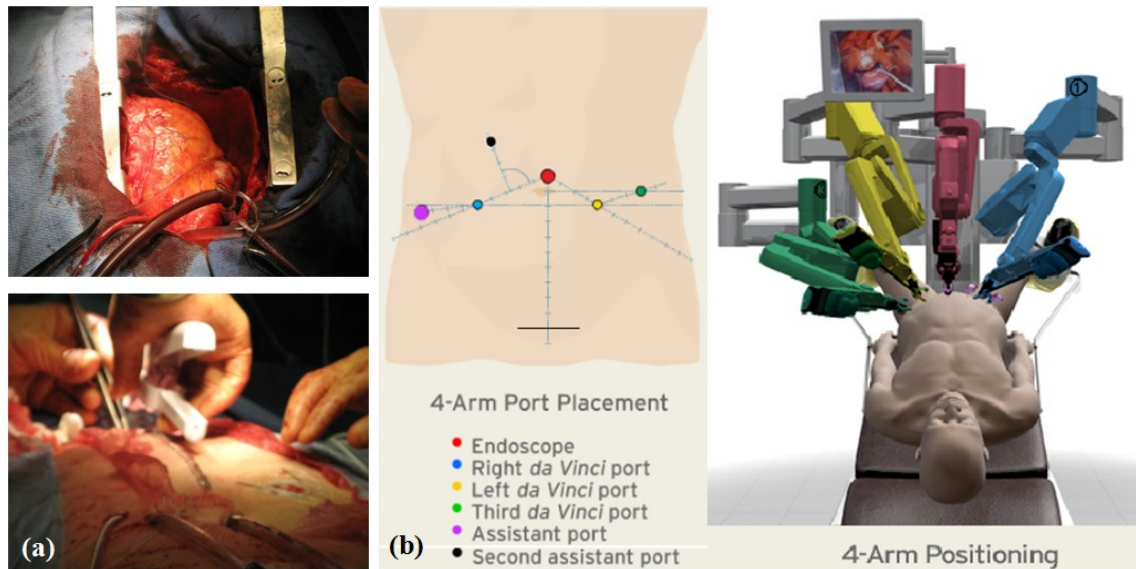 (a)
(b)
4-Arm Port Placement
Endoscope
Right da Vinci port
Left da Vinci port
Third da Vinci port
Assistant port
Second assistant port
1
4-Arm Positioning